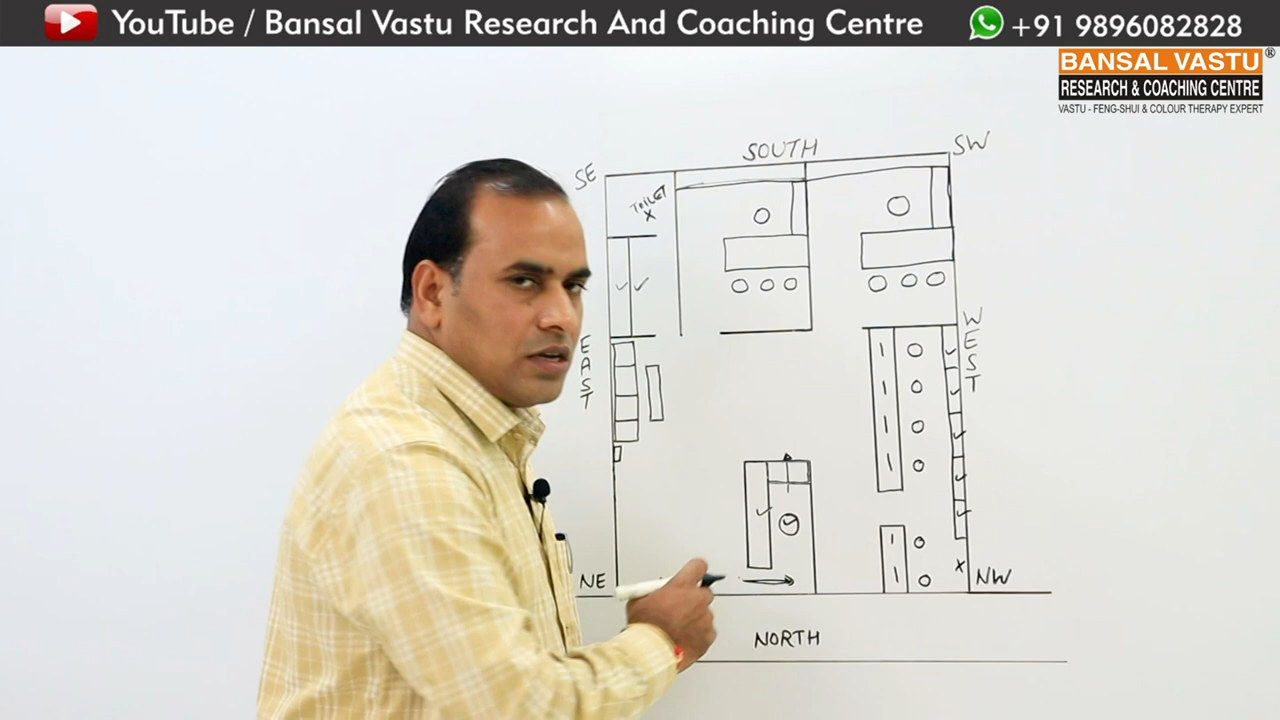 YouTube / Bansal Vastu Research And Coaching Centre
+91 9896082828
BANSAL VASTU®
RESEARCH & COACHING CENTRE
VASTU - FENG-SHUI & COLOUR THERAPY EXPERT
SE
SOUTH
SW
TOILET
X
EAST
WEST
X
NE
NW
NORTH